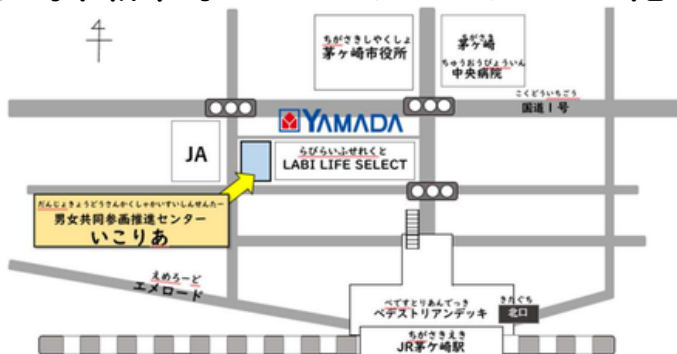 4
ちがさきしやくしょ
茅ヶ崎市役所
ちがさき
茅ヶ崎
ちゅうおうびょういん
中央病院
こくどういちごう
国道1号
YAMADA
JA
らびらいふせれくと
LABI LIFE SELECT
だんじょきょうどうさんかくしゃかいすいしんせんたー
男女共同参画推進センター
いこりあ
えめろーど
エメロード
ぺですとりあんでっき
ペデストリアンデッキ
きたぐち
北口
ちがさきえき
JR茅ケ崎駅